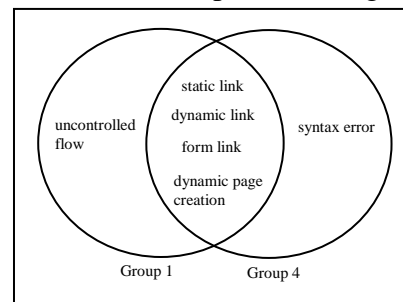 static link
dynamic link
form link
dynamic page
creation
uncontrolled
flow
syntax error
Group 1
Group 4